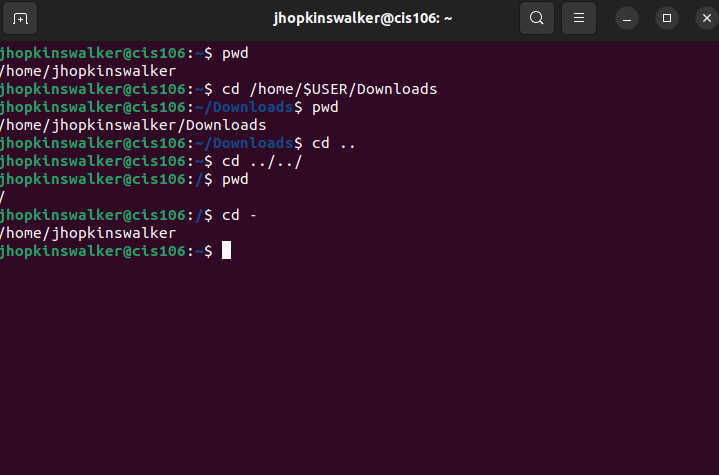 jhopkinswalker@cis106: ~
jhopkinswalker@cis106:~$ pwd
/home/jhopkinswalker
jhopkinswalker@cis106:~$ cd /home/$USER/Downloads
jhopkinswalker@cis106:~/Downloads$ pwd
/home/jhopkinswalker/Downloads
jhopkinswalker@cis106:~/Downloads$ cd ..
jhopkinswalker@cis106:~$ cd ../../
jhopkinswalker@cis106:/$ pwd
/
jhopkinswalker@cis106:/$ cd -
/home/jhopkinswalker
jhopkinswalker@cis106:~$